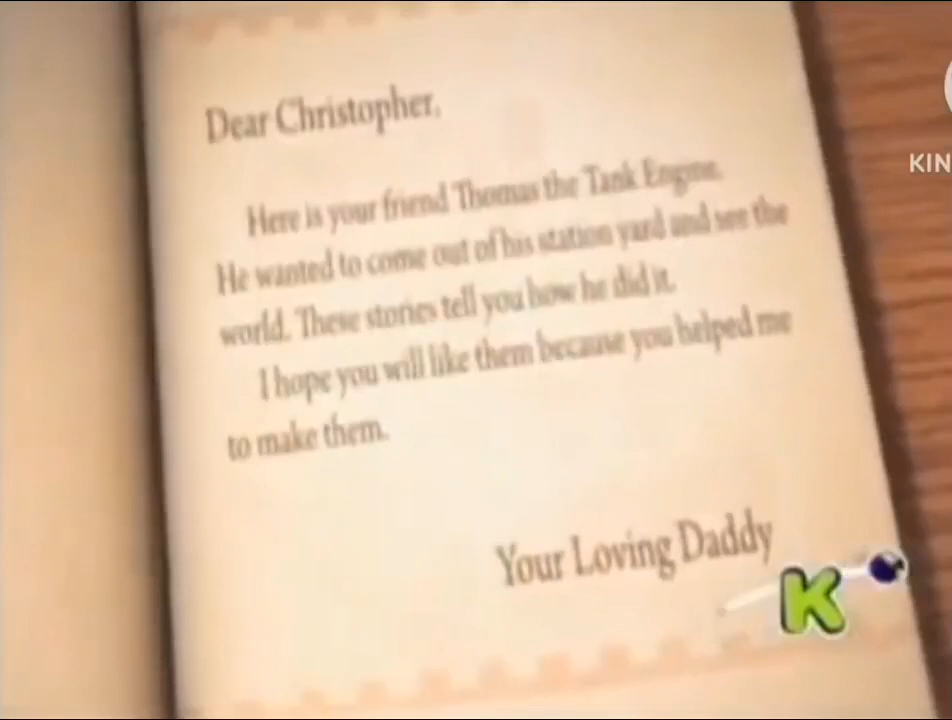 Dear Christopher,
KIN
Here is your friend Thomas the Tank Engine.
He wanted to come out of his station yard and see the
world. These stories tell you how he did it.
I hope you will like them because you helped me
to make them.
Your Loving Daddy
K